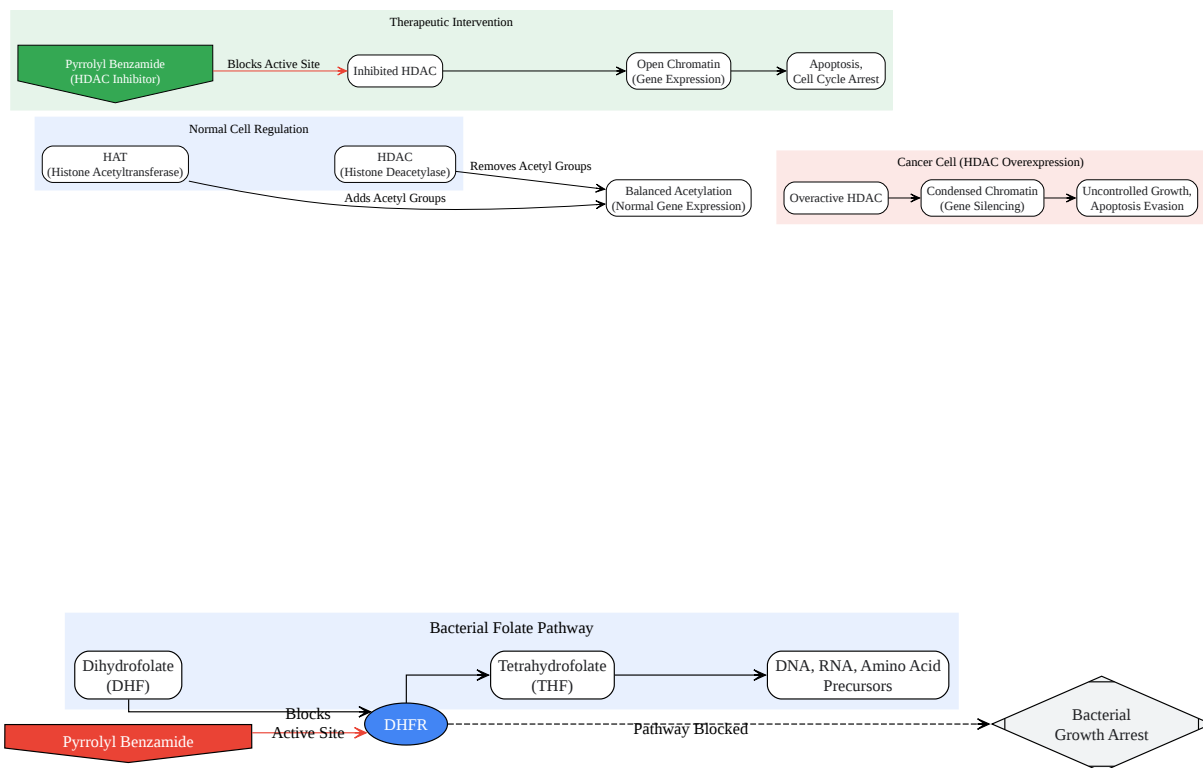 Therapeutic Intervention
Pyrrolyl Benzamide
(HDAC Inhibitor)
Blocks Active Site
Inhibited HDAC
Open Chromatin
(Gene Expression)
Apoptosis,
Cell Cycle Arrest
Normal Cell Regulation
HAT
(Histone Acetyltransferase)
HDAC
(Histone Deacetylase)
Removes Acetyl Groups
Adds Acetyl Groups
Balanced Acetylation
(Normal Gene Expression)
Cancer Cell (HDAC Overexpression)
Overactive HDAC
Condensed Chromatin
(Gene Silencing)
Uncontrolled Growth,
Apoptosis Evasion
Bacterial Folate Pathway
Dihydrofolate
(DHF)
Tetrahydrofolate
(THF)
DNA, RNA, Amino Acid
Precursors
Pyrrolyl Benzamide
Blocks
Active Site
DHFR
Pathway Blocked
Bacterial
Growth Arrest